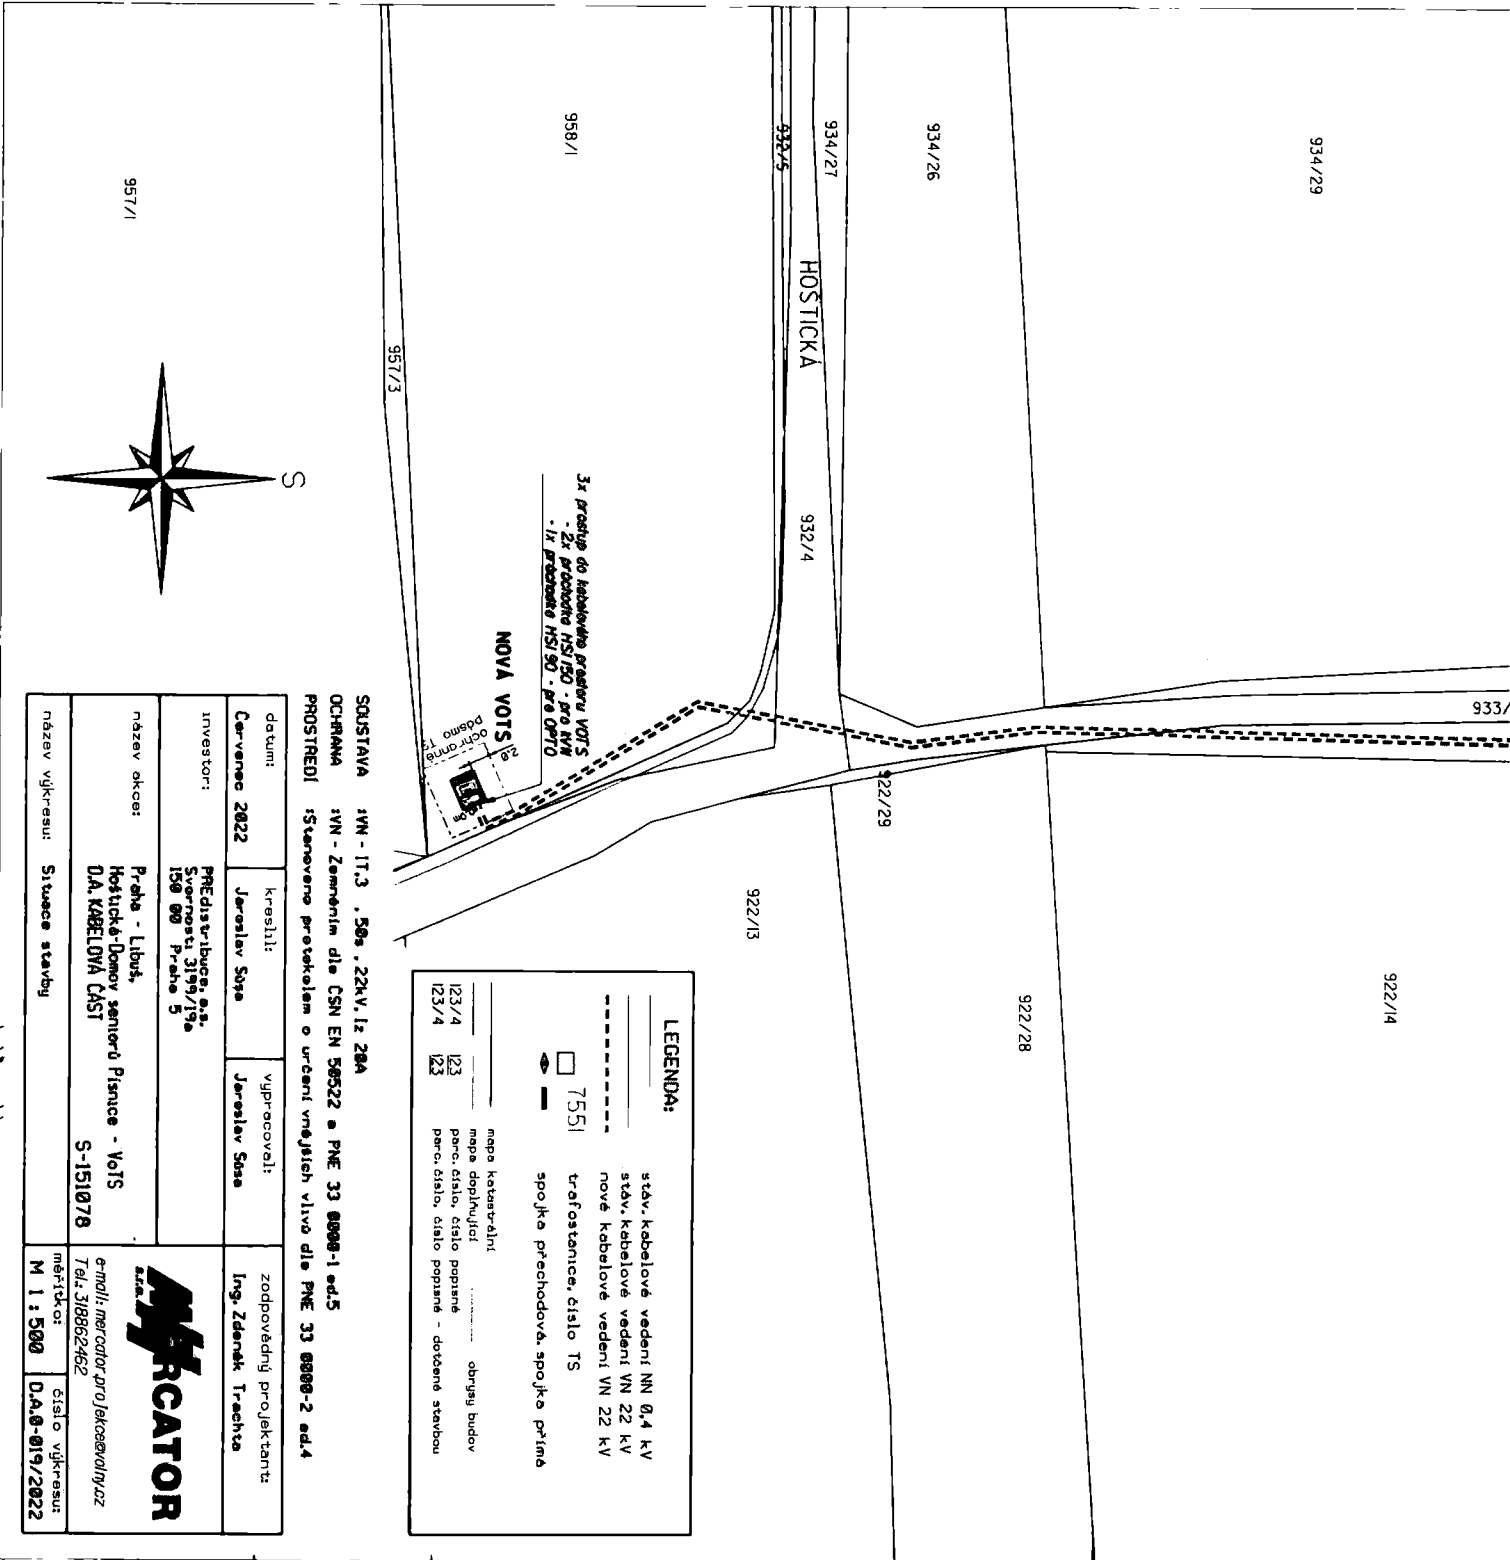 934/29
934/26
934/27
932/5
958/1
957/1
HOŠTICKÁ
957/3
932/4
933/
922/29
922/13
922/28
922/14
S
3x prostup do kabelového prostoru VOTS
- 2x průchodka HSI 150 - pro kVN
- 1x průchodka HSI 90 - pro OPTO
NOVÁ VOTS
2,0
ochranné
pásmo TS
LEGENDA:
stáv. kabelové vedení NN 0,4 kV
stáv. kabelové vedení VN 22 kV
nové kabelové vedení VN 22 kV
7551 trafostanice, číslo TS
spojka přechodová, spojka přímá
mapa katastrální
mapa doplňující obrysy budov
123/4 123 parc. číslo, číslo popisné
123/4 123 parc. číslo, číslo popisné - dotčené stavbou
SOUSTAVA :VN - IT,3 , 50s , 22kV, Iz 20A
OCHRANA :VN - Zemněním dle ČSN EN 50522 a PNE 33 0000-1 ed.5
PROSTŘEDÍ :Stanoveno protokolem o určení vnějších vlivů dle PNE 33 0000-2 ed.4
datum: kreslil: vypracoval: zodpovědný projektant:
Červenec 2022 Jaroslav Sůsa Jaroslav Sůsa Ing. Zdeněk Trachta
investor: PREdistribuce, a.s.
Svornosti 3199/19a
150 00 Praha 5
MERCATOR
s.r.o.
název akce: Praha - Libuš,
Hoštická-Domov seniorů Písnice - VoTS
D.A. KABELOVÁ ČÁST
S-151078
e-mail: mercator.projekce@volny.cz
Tel.: 318862462
název výkresu: Situace stavby
měřítko:
M 1 : 500
číslo výkresu:
D.A.0-019/2022